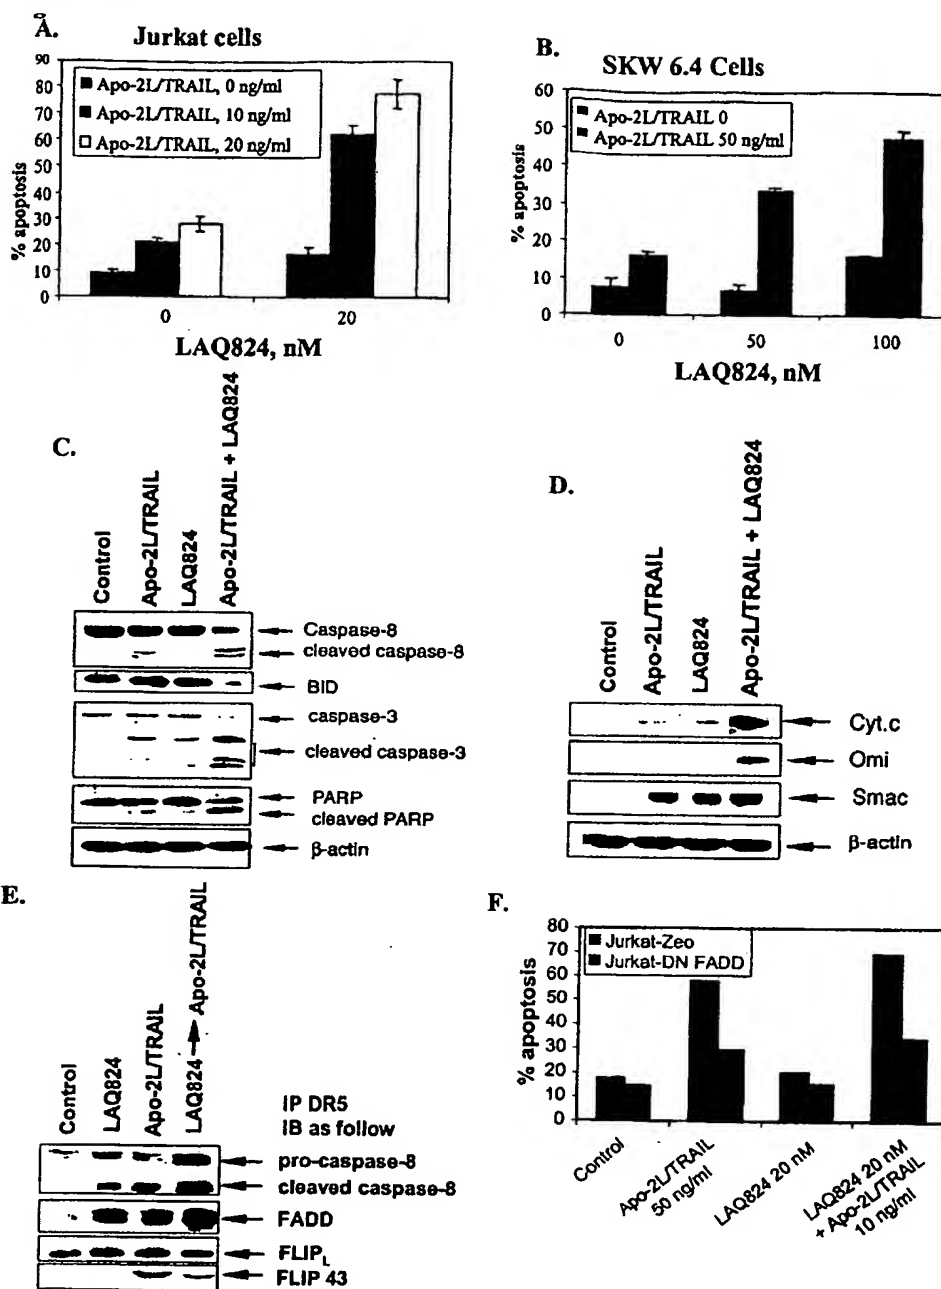 A.
Jurkat cells
90
80
70
60
50
40
30
20
10
0
% apoptosis
Apo-2L/TRAIL, 0 ng/ml
Apo-2L/TRAIL, 10 ng/ml
Apo-2L/TRAIL, 20 ng/ml
0
20
LAQ824, nM
B.
SKW 6.4 Cells
60
50
40
30
20
10
0
% apoptosis
Apo-2L/TRAIL 0
Apo-2L/TRAIL 50 ng/ml
0
50
100
LAQ824, nM
C.
Control
Apo-2L/TRAIL
LAQ824
Apo-2L/TRAIL + LAQ824
Caspase-8
cleaved caspase-8
BID
caspase-3
cleaved caspase-3
PARP
cleaved PARP
β-actin
D.
Control
Apo-2L/TRAIL
LAQ824
Apo-2L/TRAIL + LAQ824
Cyt.c
Omi
Smac
β-actin
E.
Control
LAQ824
Apo-2L/TRAIL
LAQ824 → Apo-2L/TRAIL
IP DR5
IB as follow
pro-caspase-8
cleaved caspase-8
FADD
FLIPL
FLIP 43
F.
80
70
60
50
40
30
20
10
0
% apoptosis
Jurkat-Zeo
Jurkat-DN FADD
Control
Apo-2L/TRAIL
50 ng/ml
LAQ824 20 nM
LAQ824 20 nM
+ Apo-2L/TRAIL
10 ng/ml